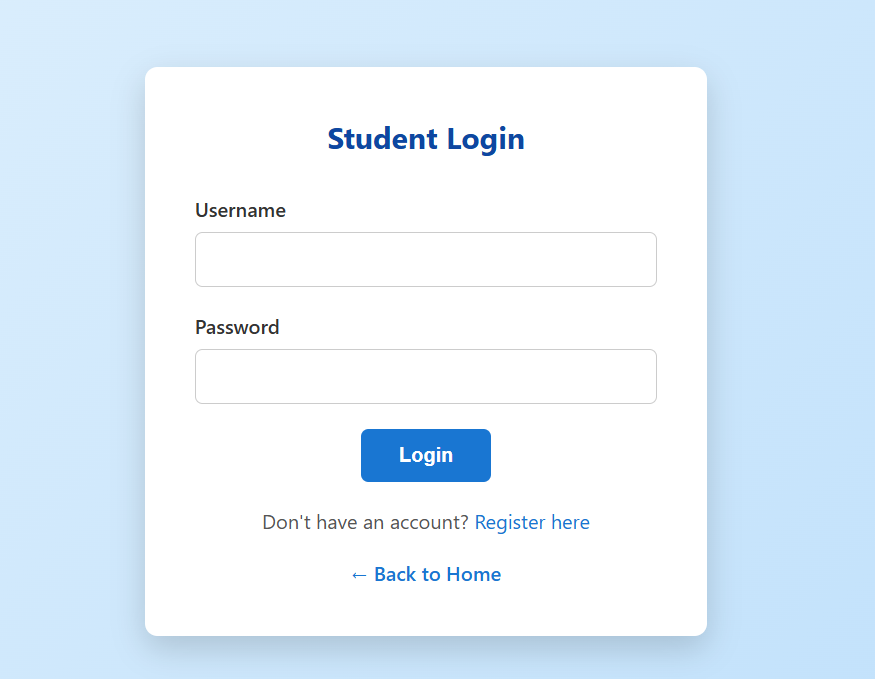 Student Login
Username
Password
Login
Don't have an account? Register here
← Back to Home